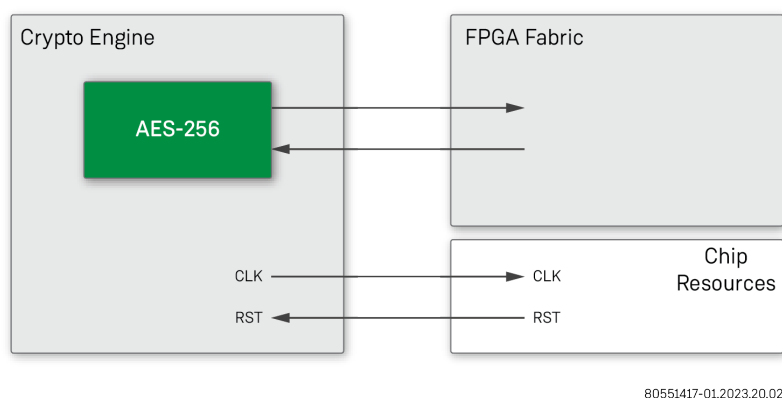 Crypto Engine
FPGA Fabric
AES-256
Chip
Resources
CLK
CLK
RST
RST
80551417-01.2023.20.02